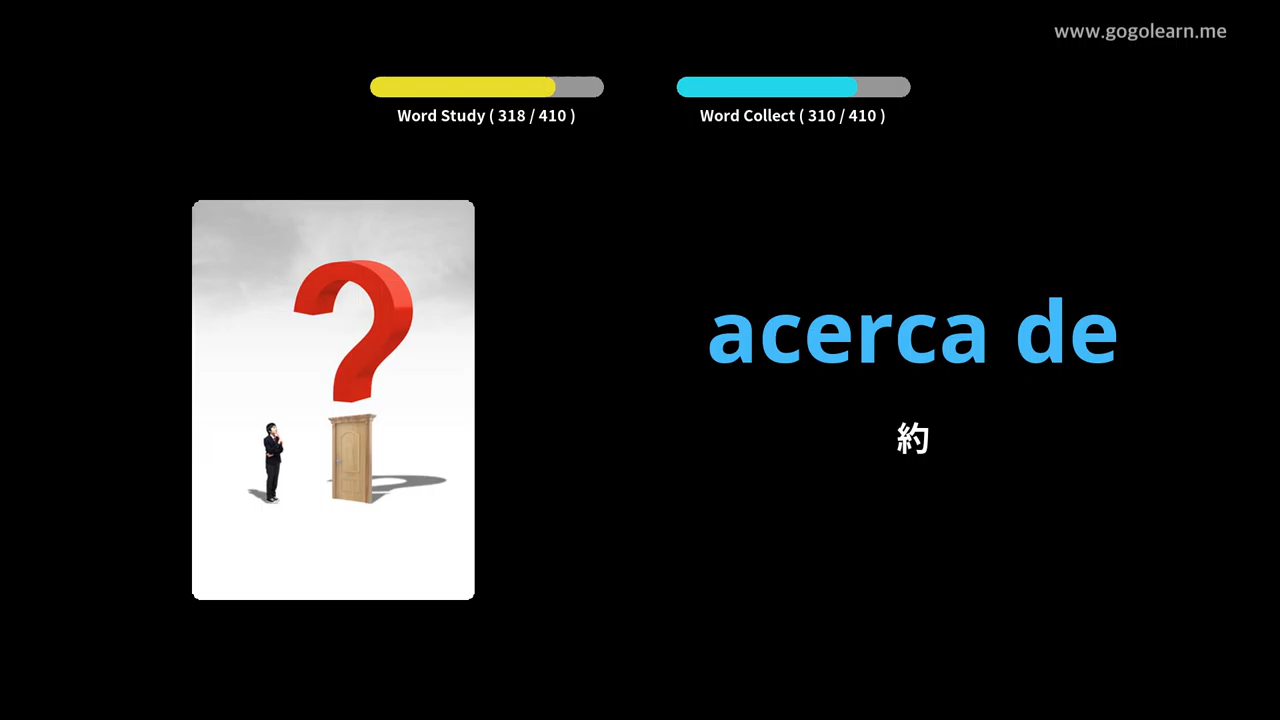 www.gogolearn.me
Word Study ( 318 / 410 )
Word Collect ( 310 / 410 )
acerca de
約